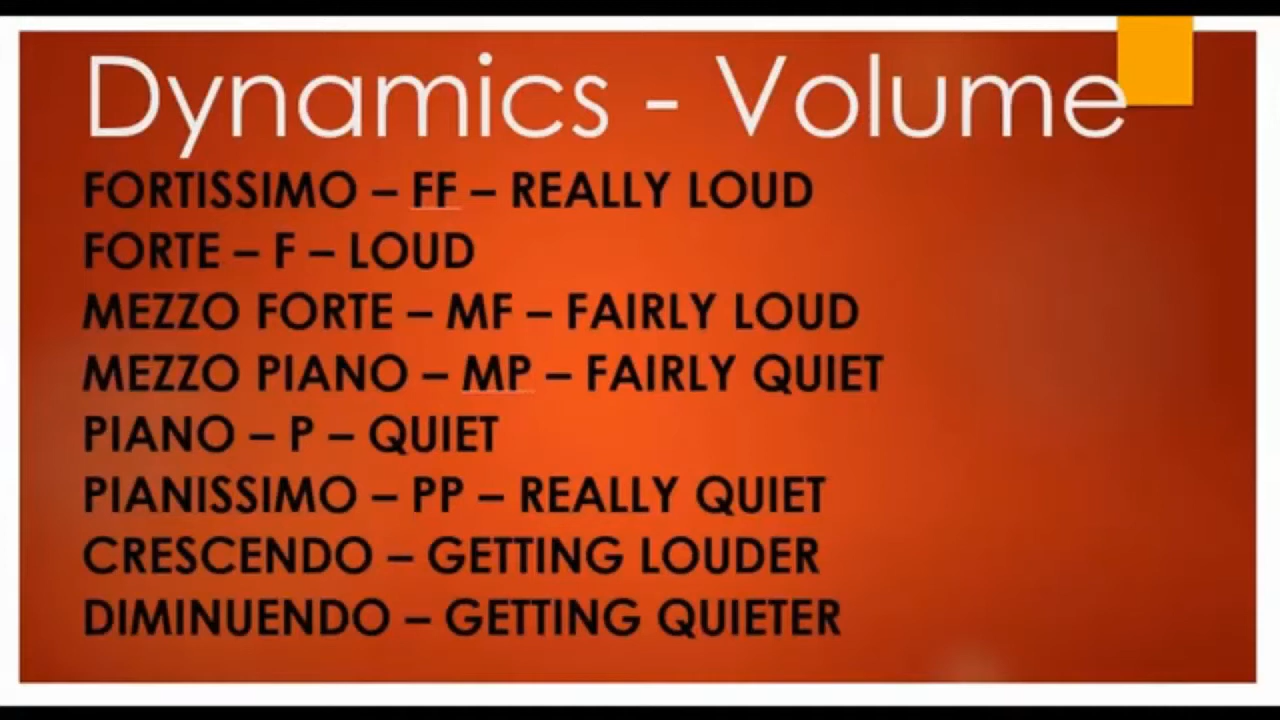 Dynamics - Volume
FORTISSIMO – FF – REALLY LOUD
FORTE – F – LOUD
MEZZO FORTE – MF – FAIRLY LOUD
MEZZO PIANO – MP – FAIRLY QUIET
PIANO – P – QUIET
PIANISSIMO – PP – REALLY QUIET
CRESCENDO – GETTING LOUDER
DIMINUENDO – GETTING QUIETER